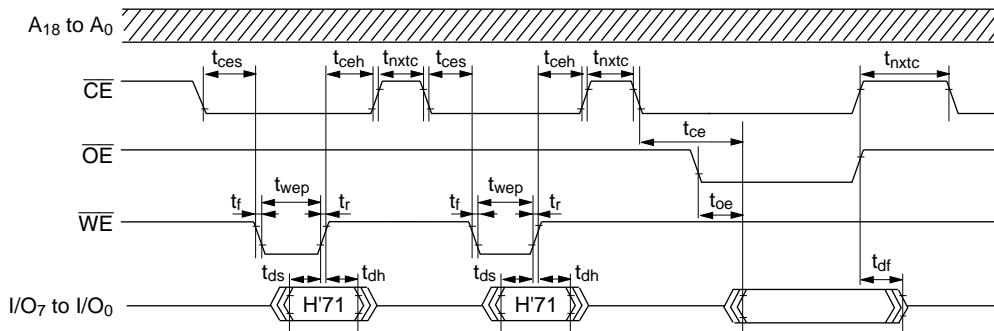 A18 to A0
tces tceh tnxtc tces tceh tnxtc tnxtc
CE
tce
OE
twep twep
tf tr tf tr toe
WE
tds tdh tds tdh tdf
I/O7 to I/O0 H'71 H'71